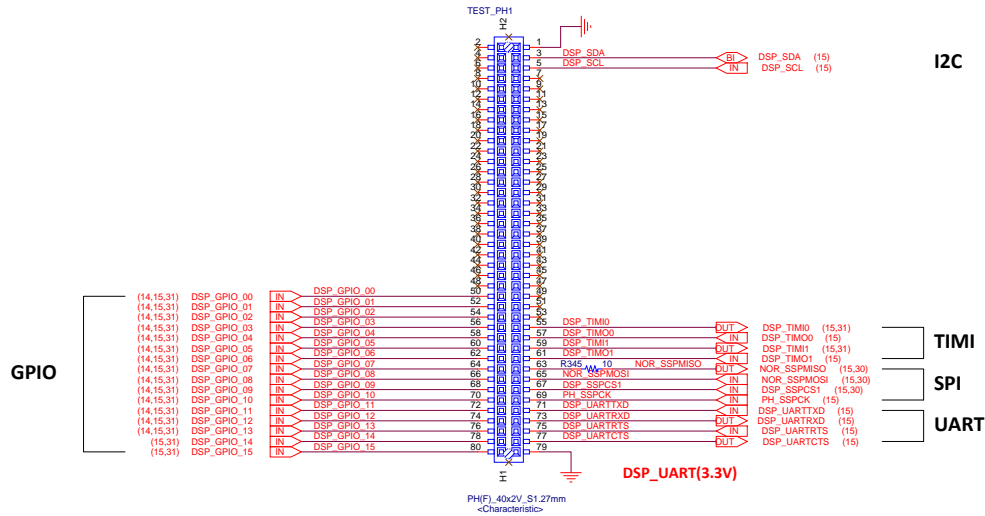 TEST_PH1
H2
2 1
4 3 DSP_SDA BI DSP_SDA (15)
6 5 DSP_SCL IN DSP_SCL (15)
I2C
8 7
10 9
12 11
14 13
16 15
18 17
20 19
22 21
24 23
26 25
28 27
30 29
32 31
34 33
36 35
38 37
40 39
42 41
44 43
46 45
48 47
(14,15,31) DSP_GPIO_00 IN DSP_GPIO_00 50 49
(14,15,31) DSP_GPIO_01 IN DSP_GPIO_01 52 51
(14,15,31) DSP_GPIO_02 IN DSP_GPIO_02 54 53
(14,15,31) DSP_GPIO_03 IN DSP_GPIO_03 56 55 DSP_TIMI0 OUT DSP_TIMI0 (15,31)
(14,15,31) DSP_GPIO_04 IN DSP_GPIO_04 58 57 DSP_TIMO0 IN DSP_TIMO0 (15)
(14,15,31) DSP_GPIO_05 IN DSP_GPIO_05 60 59 DSP_TIMI1 OUT DSP_TIMI1 (15,31)
(14,15,31) DSP_GPIO_06 IN DSP_GPIO_06 62 61 DSP_TIMO1 IN DSP_TIMO1 (15)
TIMI
(14,15,31) DSP_GPIO_07 IN DSP_GPIO_07 64 63 R345 10 NOR_SSPMISO OUT NOR_SSPMISO (15,30)
(14,15,31) DSP_GPIO_08 IN DSP_GPIO_08 66 65 NOR_SSPMOSI IN NOR_SSPMOSI (15,30)
(14,15,31) DSP_GPIO_09 IN DSP_GPIO_09 68 67 DSP_SSPCS1 IN DSP_SSPCS1 (15,30)
(14,15,31) DSP_GPIO_10 IN DSP_GPIO_10 70 69 PH_SSPCK IN PH_SSPCK (15)
SPI
GPIO
(14,15,31) DSP_GPIO_11 IN DSP_GPIO_11 72 71 DSP_UARTTXD IN DSP_UARTTXD (15)
(14,15,31) DSP_GPIO_12 IN DSP_GPIO_12 74 73 DSP_UARTRXD OUT DSP_UARTRXD (15)
(14,15,31) DSP_GPIO_13 IN DSP_GPIO_13 76 75 DSP_UARTRTS IN DSP_UARTRTS (15)
(15,31) DSP_GPIO_14 IN DSP_GPIO_14 78 77 DSP_UARTCTS OUT DSP_UARTCTS (15)
UART
(15,31) DSP_GPIO_15 IN DSP_GPIO_15 80 79
H1
DSP_UART(3.3V)
PH(F)_40x2V_S1.27mm
<Characteristic>